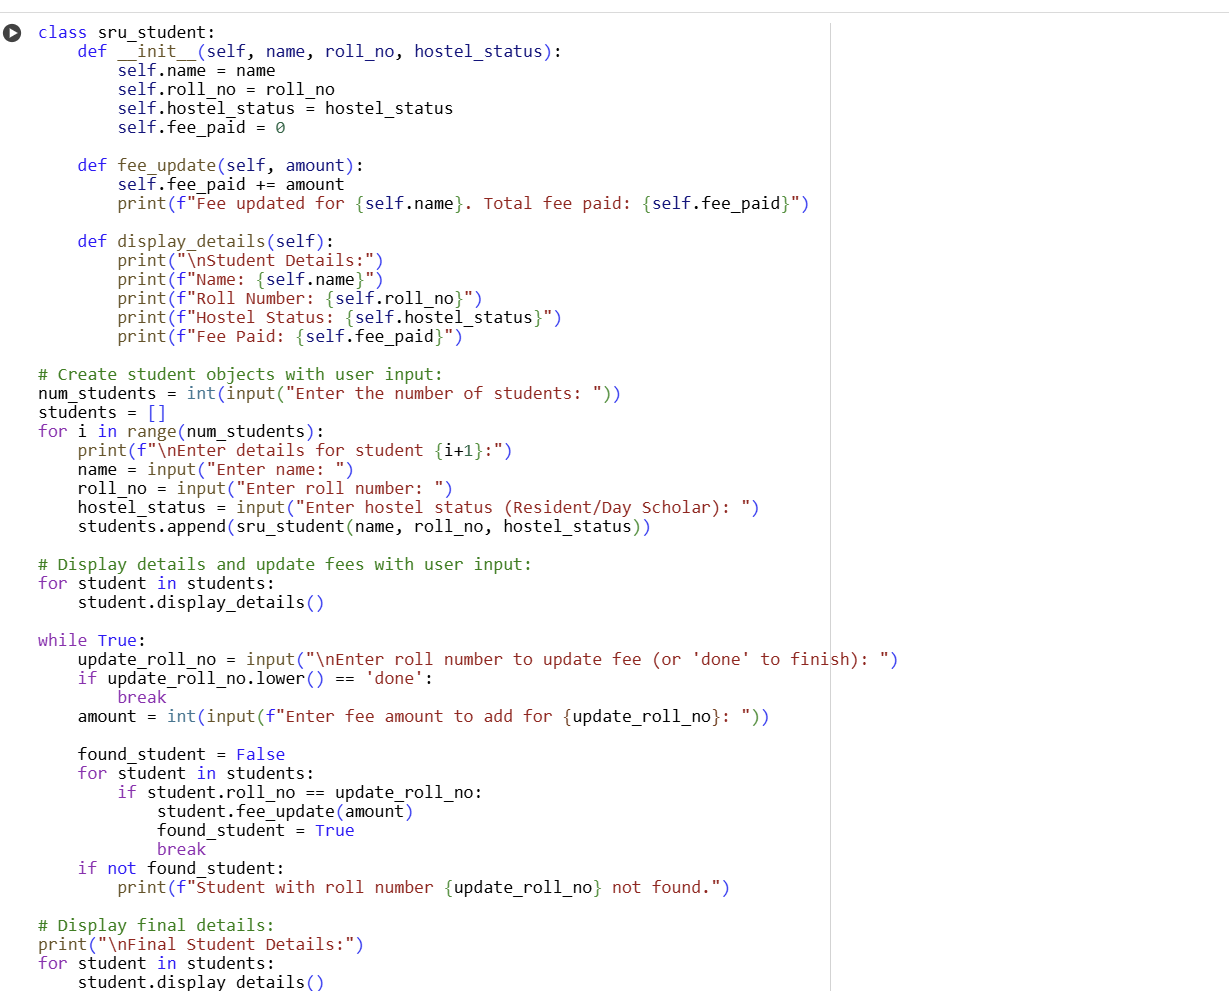 class sru_student:
    def __init__(self, name, roll_no, hostel_status):
        self.name = name
        self.roll_no = roll_no
        self.hostel_status = hostel_status
        self.fee_paid = 0

    def fee_update(self, amount):
        self.fee_paid += amount
        print(f"Fee updated for {self.name}. Total fee paid: {self.fee_paid}")

    def display_details(self):
        print("\nStudent Details:")
        print(f"Name: {self.name}")
        print(f"Roll Number: {self.roll_no}")
        print(f"Hostel Status: {self.hostel_status}")
        print(f"Fee Paid: {self.fee_paid}")

# Create student objects with user input:
num_students = int(input("Enter the number of students: "))
students = []
for i in range(num_students):
    print(f"\nEnter details for student {i+1}:")
    name = input("Enter name: ")
    roll_no = input("Enter roll number: ")
    hostel_status = input("Enter hostel status (Resident/Day Scholar): ")
    students.append(sru_student(name, roll_no, hostel_status))

# Display details and update fees with user input:
for student in students:
    student.display_details()

while True:
    update_roll_no = input("\nEnter roll number to update fee (or 'done' to finish): ")
    if update_roll_no.lower() == 'done':
        break
    amount = int(input(f"Enter fee amount to add for {update_roll_no}: "))

    found_student = False
    for student in students:
        if student.roll_no == update_roll_no:
            student.fee_update(amount)
            found_student = True
            break
    if not found_student:
        print(f"Student with roll number {update_roll_no} not found.")

# Display final details:
print("\nFinal Student Details:")
for student in students:
    student.display_details()